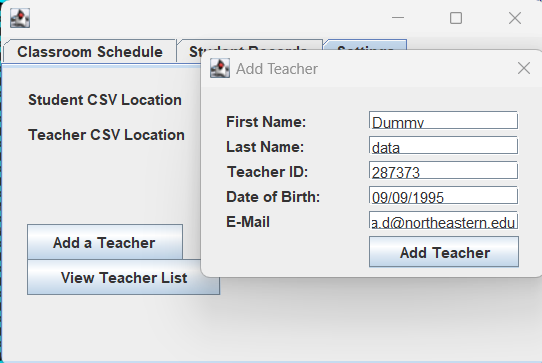 Classroom Schedule Student Records Settings
Student CSV Location
Teacher CSV Location
Add a Teacher
View Teacher List
Add Teacher
First Name: Dummy
Last Name: data
Teacher ID: 287373
Date of Birth: 09/09/1995
E-Mail a.d@northeastern.edu
Add Teacher